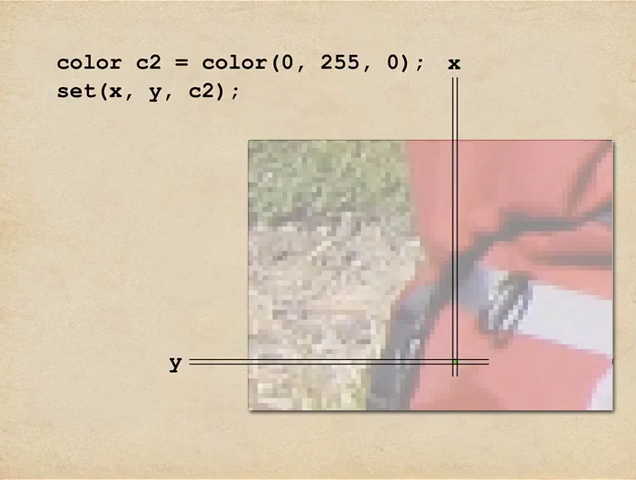 color c2 = color(0, 255, 0); x
set(x, y, c2);
y